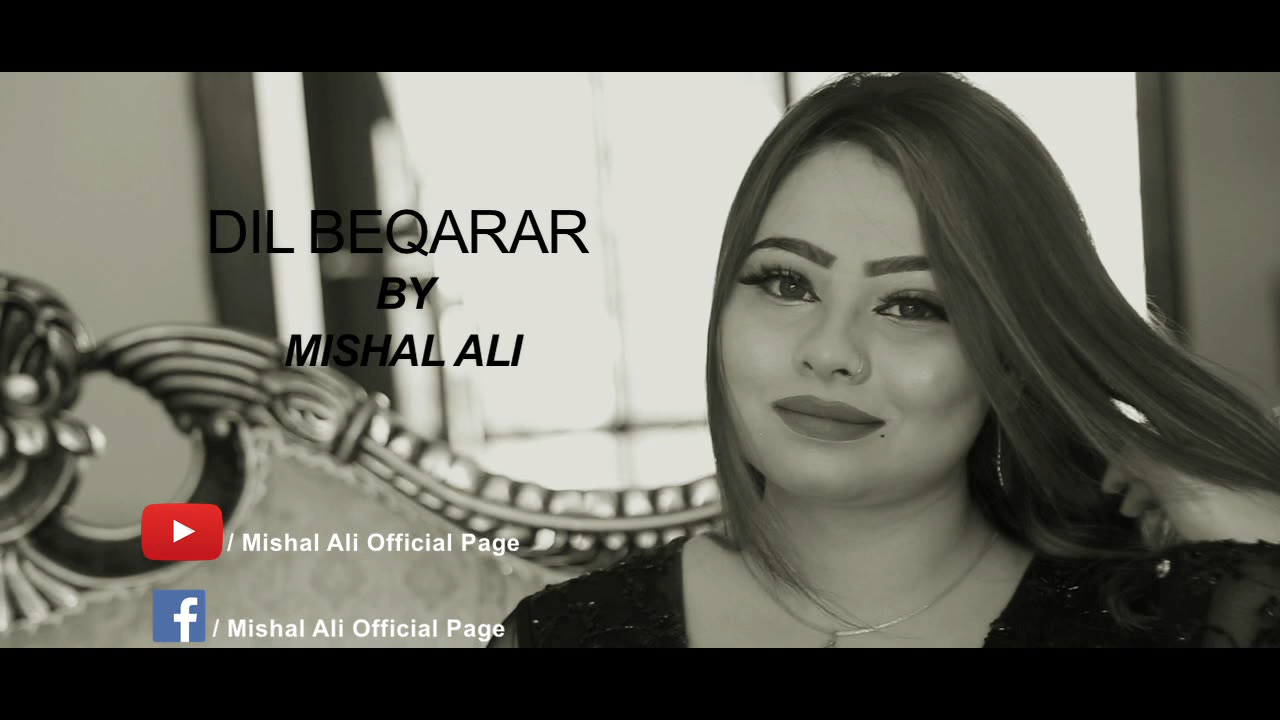 DIL BEQARAR
BY
MISHAL ALI
/ Mishal Ali Official Page
f / Mishal Ali Official Page